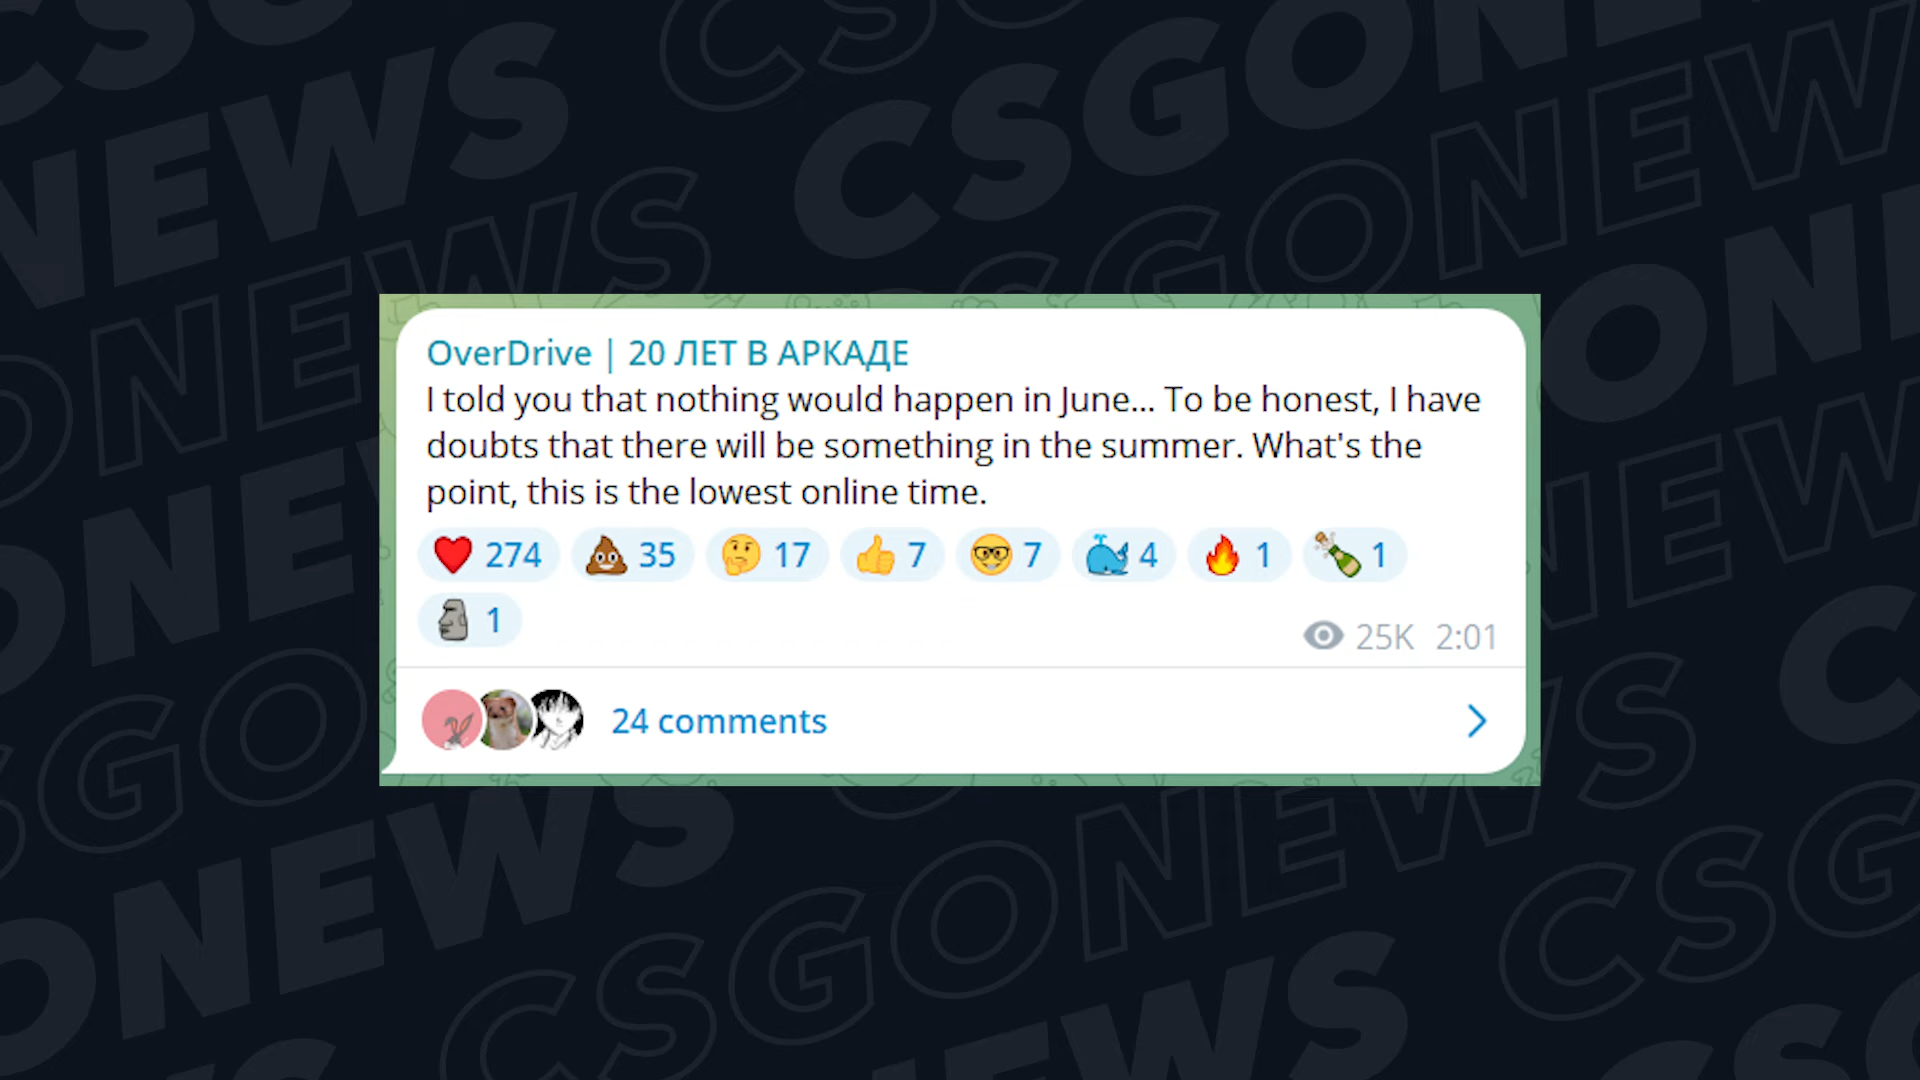 CSGONEWS
OverDrive | 20 ЛЕТ В АРКАДЕ
I told you that nothing would happen in June... To be honest, I have
doubts that there will be something in the summer. What's the
point, this is the lowest online time.
274 35 17 7 7 4 1 1
1
25K 2:01
24 comments